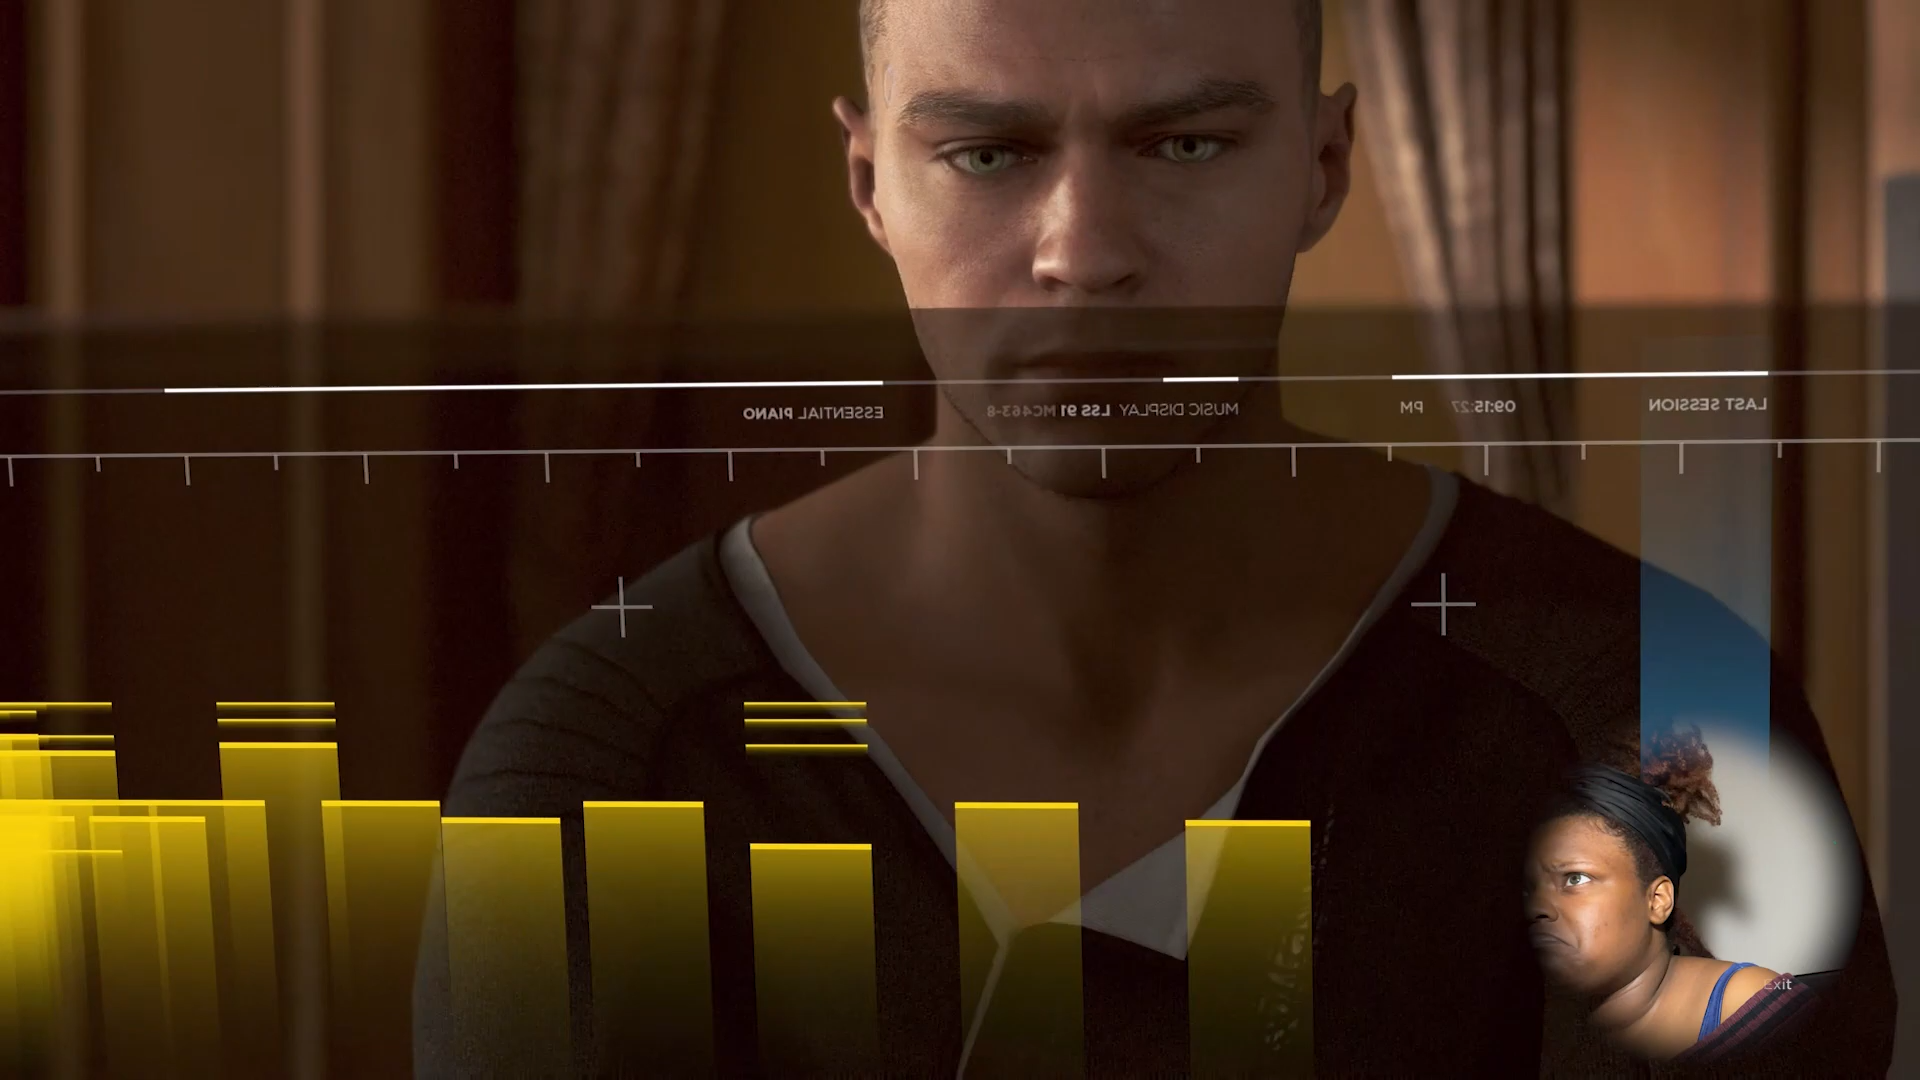 ESSENTIAL PIANO
MUSIC DISPLAY LSS 91 MC463-8
09:15:27 PM
LAST SESSION
Exit